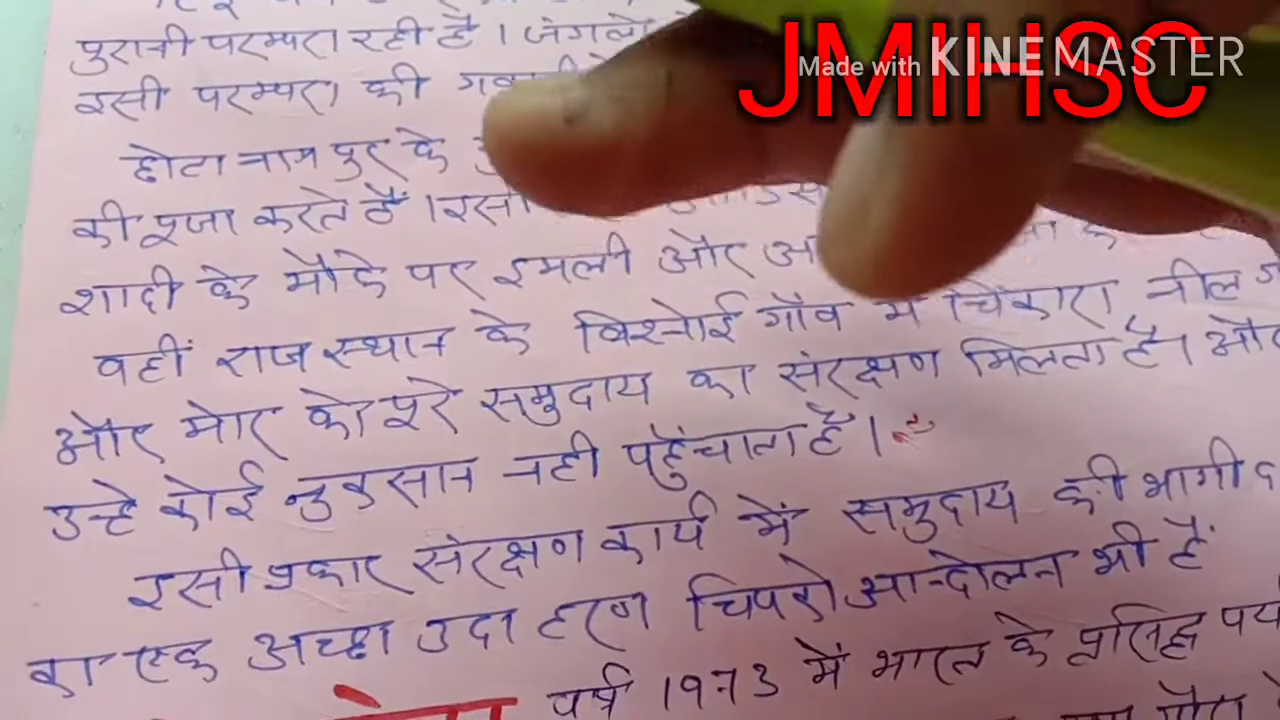 पुरानी परम्परा रही है । जंगलो
JMIHSC
Made with KINEMASTER
इसी परम्परा की
छोटा नाग पुर के
की पूजा करते हैं । इसी
शादी के मौके पर इमली और
वहीं राज स्थान के बिश्नोई गाँव में चिंकारा नील
और मोर को पूरे समुदाय का संरक्षण मिलता है । और
उन्हे कोई नुकसान नही पहुँचाता है ।
इसी प्रकार संरक्षण कार्य में समुदाय की भागी
का एक अच्छा उदा हरण चिपको आन्दोलन भी है
वर्ष 1973 में भारत के प्रसिद्ध